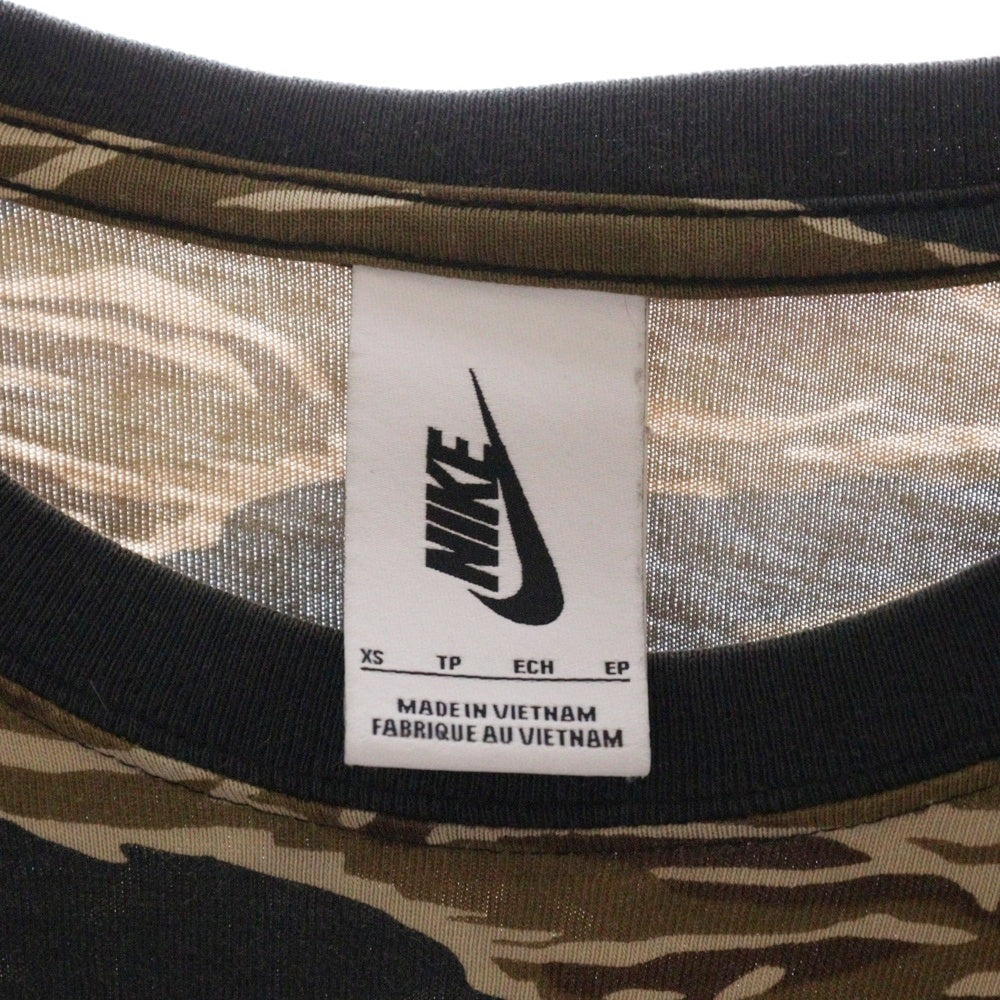 NIKE
XS TP ECH EP
MADE IN VIETNAM
FABRIQUE AU VIETNAM